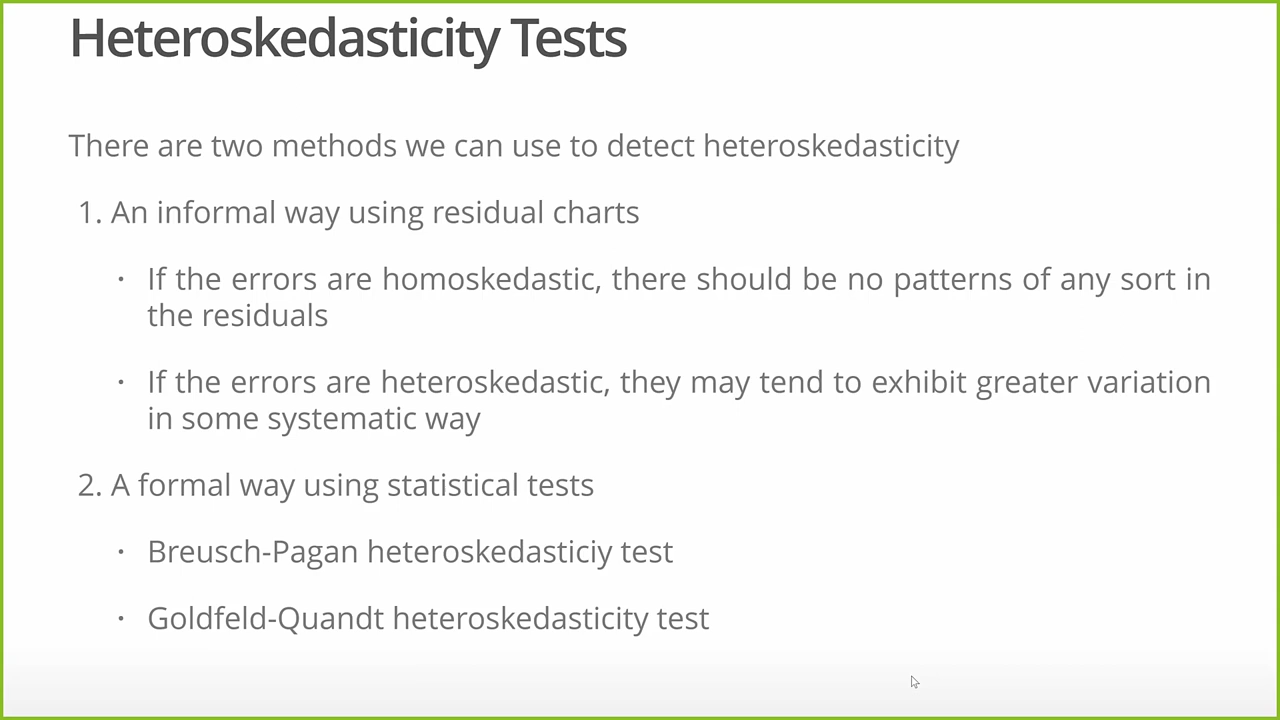 Heteroskedasticity Tests
There are two methods we can use to detect heteroskedasticity
1. An informal way using residual charts
· If the errors are homoskedastic, there should be no patterns of any sort in
the residuals
· If the errors are heteroskedastic, they may tend to exhibit greater variation
in some systematic way
2. A formal way using statistical tests
· Breusch-Pagan heteroskedasticiy test
· Goldfeld-Quandt heteroskedasticity test